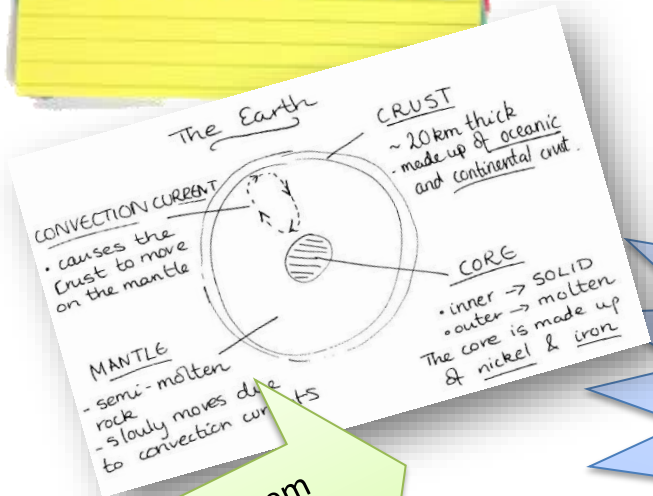 The Earth
CRUST
~ 20km thick
- made up of oceanic
and continental crust.
CONVECTION CURRENT
• causes the
crust to move
on the mantle
CORE
• inner → SOLID
• outer → molten
The core is made up
of nickel & iron
MANTLE
- semi-molten
rock
- slowly moves due
to convection currents
om